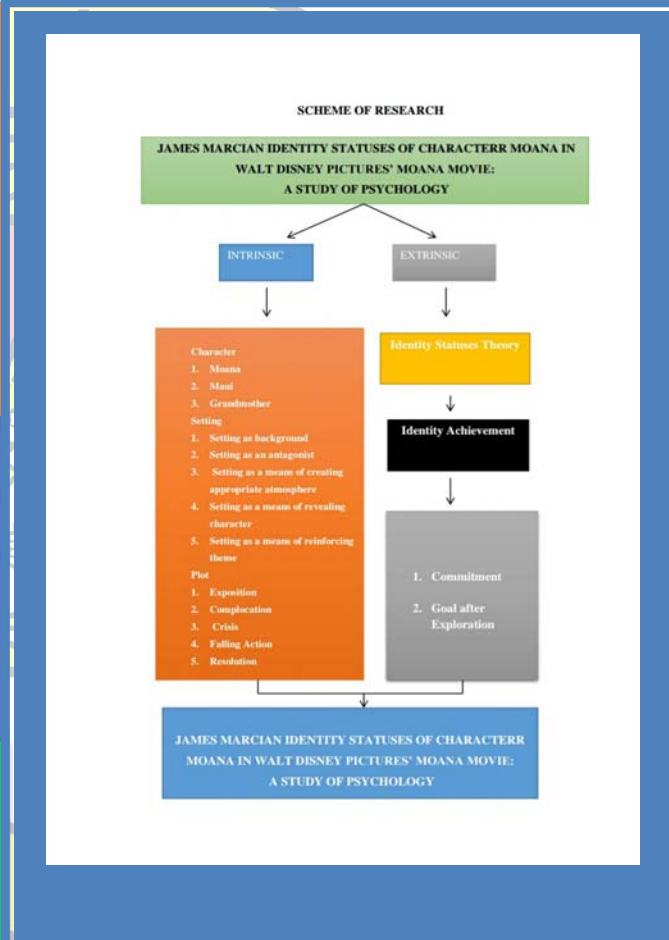 SCHEME OF RESEARCH
JAMES MARCIAN IDENTITY STATUSES OF CHARACTERR MOANA IN
WALT DISNEY PICTURES' MOANA MOVIE:
A STUDY OF PSYCHOLOGY
INTRINSIC
EXTRINSIC
Character
1. Moana
2. Maui
3. Grandmother
Setting
1. Setting as background
2. Setting as an antagonist
3. Setting as a means of creating
appropriate atmosphere
4. Setting as a means of revealing
character
5. Setting as a means of reinforcing
theme
Plot
1. Exposition
2. Complocation
3. Crisis
4. Falling Action
5. Resolution
Identity Statuses Theory
Identity Achievement
1. Commitment
2. Goal after
Exploration
JAMES MARCIAN IDENTITY STATUSES OF CHARACTERR
MOANA IN WALT DISNEY PICTURES' MOANA MOVIE:
A STUDY OF PSYCHOLOGY